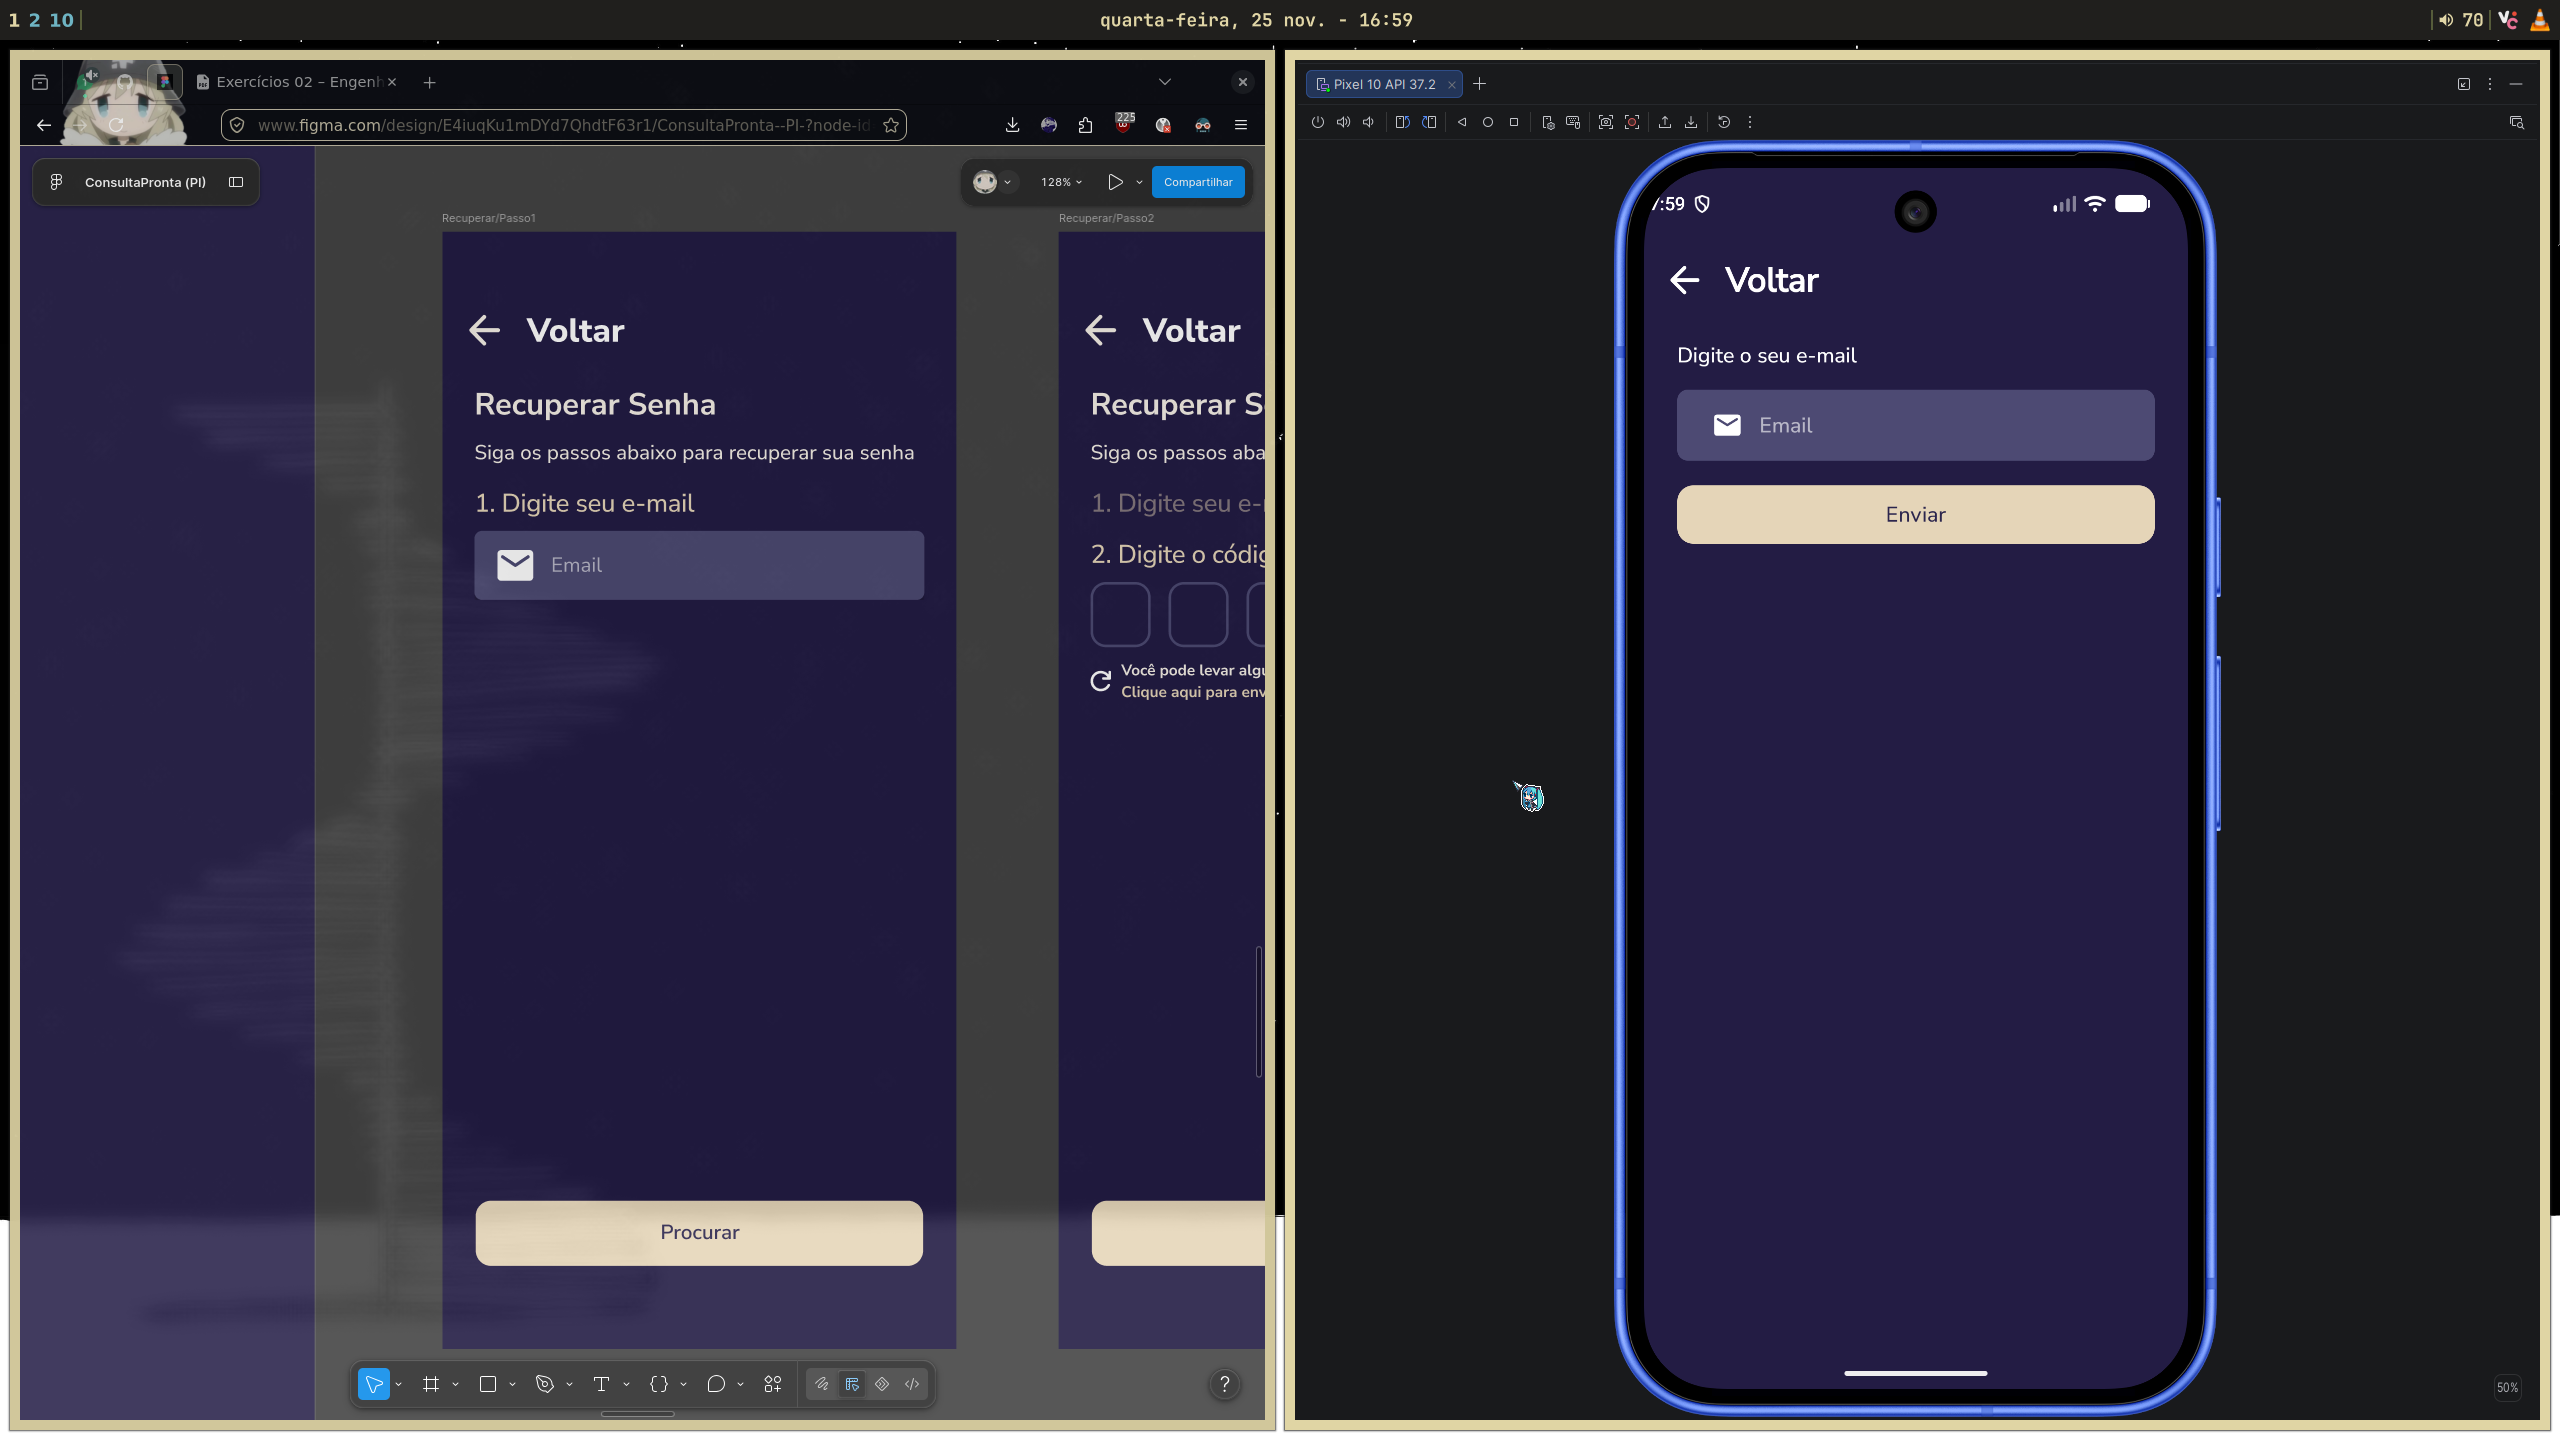 1 2 10
quarta-feira, 25 nov. - 16:59
70
Exercícios 02 – Engenh
www.figma.com/design/E4iuqKu1mDYd7QhdtF63r1/ConsultaPronta--PI-?node-id
225
ConsultaPronta (PI)
128%
Compartilhar
Recuperar/Passo1
Voltar
Recuperar Senha
Siga os passos abaixo para recuperar sua senha
1. Digite seu e-mail
Email
Procurar
Recuperar/Passo2
Voltar
Recuperar S
Siga os passos aba
1. Digite seu e-
2. Digite o códig
Você pode levar algu
Clique aqui para env
?
Pixel 10 API 37.2
7:59
Voltar
Digite o seu e-mail
Email
Enviar
50%